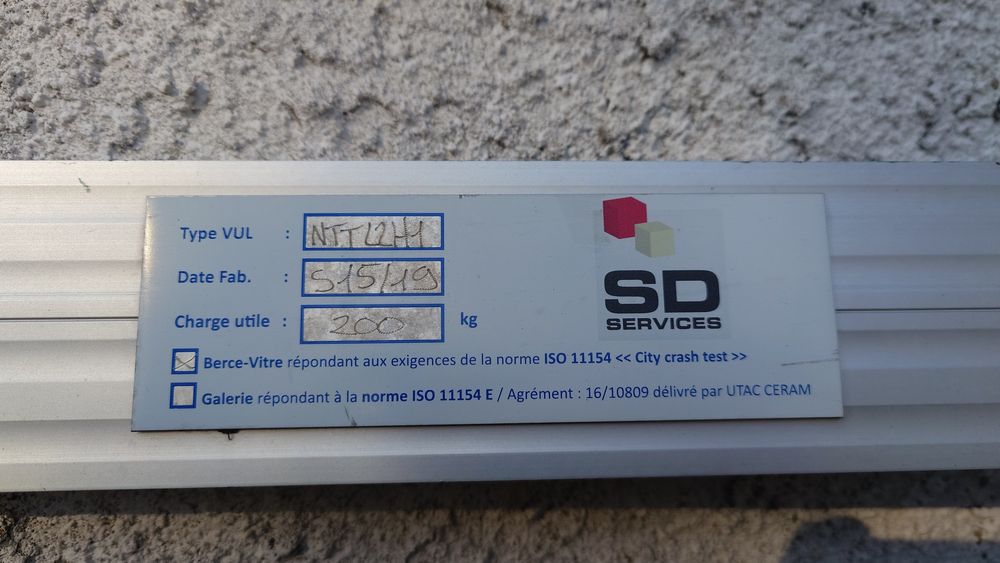 Type VUL : NTT L2H1
Date Fab. : S15/19
Charge utile : 200 kg
Berce-Vitre répondant aux exigences de la norme ISO 11154 << City crash test >>
Galerie répondant à la norme ISO 11154 E / Agrément : 16/10809 délivré par UTAC CERAM
SD
SERVICES